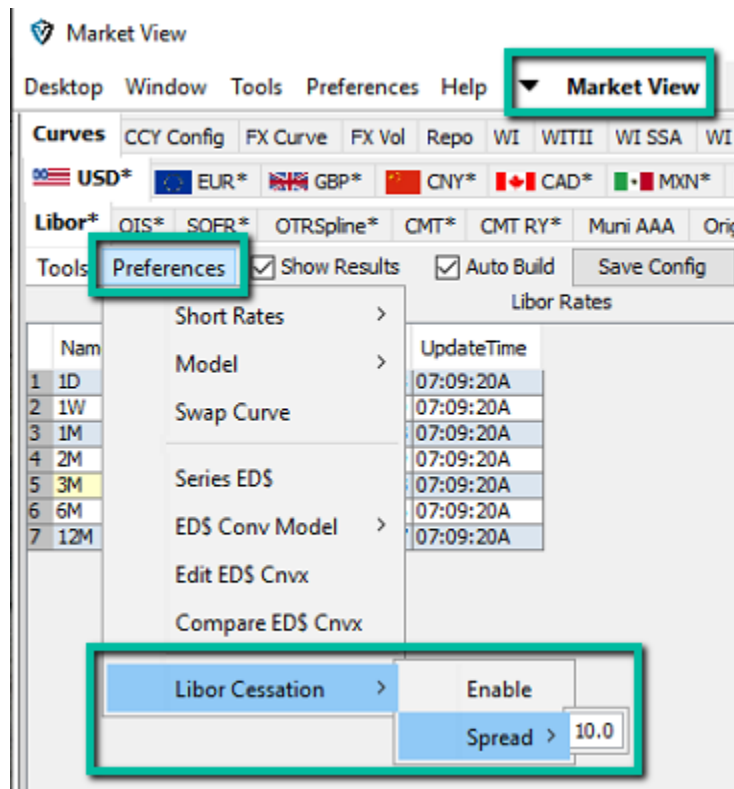 Market View
Desktop Window Tools Preferences Help ▼ Market View
Curves CCY Config FX Curve FX Vol Repo WI WITII WI SSA WI
USD* EUR* GBP* CNY* CAD* MXN*
Libor* OIS* SOFR* OTRSpline* CMT* CMT RY* Muni AAA Orig
Tools Preferences Show Results Auto Build Save Config
Short Rates > Libor Rates
Nam UpdateTime
Model >
1 1D 07:09:20A
2 1W 07:09:20A
Swap Curve
3 1M 07:09:20A
4 2M 07:09:20A
Series ED$
5 3M 07:09:20A
6 6M 07:09:20A
ED$ Conv Model >
7 12M 07:09:20A
Edit ED$ Cnvx
Compare ED$ Cnvx
Libor Cessation > Enable
Spread > 10.0